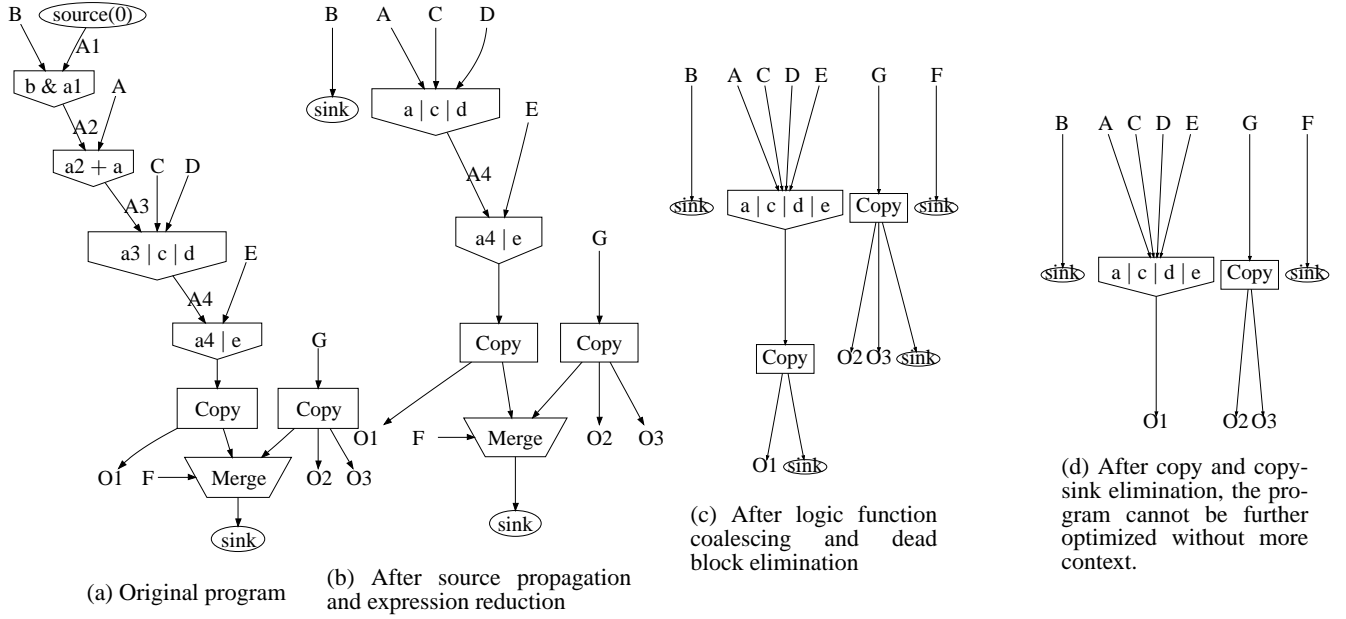 B source(0)
A1
b & a1
A
A2
a2 + a
C D
A3
a3 | c | d
E
A4
a4 | e
G
Copy Copy
O1 F Merge O2 O3
sink
(a) Original program
B A C D
sink
a | c | d
E
A4
a4 | e
G
Copy Copy
O1 F Merge O2 O3
sink
(b) After source propagation
and expression reduction
B A C D E G F
sink a | c | d | e Copy sink
Copy O2 O3 sink
O1 sink
(c) After logic function
coalescing and dead
block elimination
B A C D E G F
sink a | c | d | e Copy sink
O1 O2 O3
(d) After copy and copy-
sink elimination, the pro-
gram cannot be further
optimized without more
context.